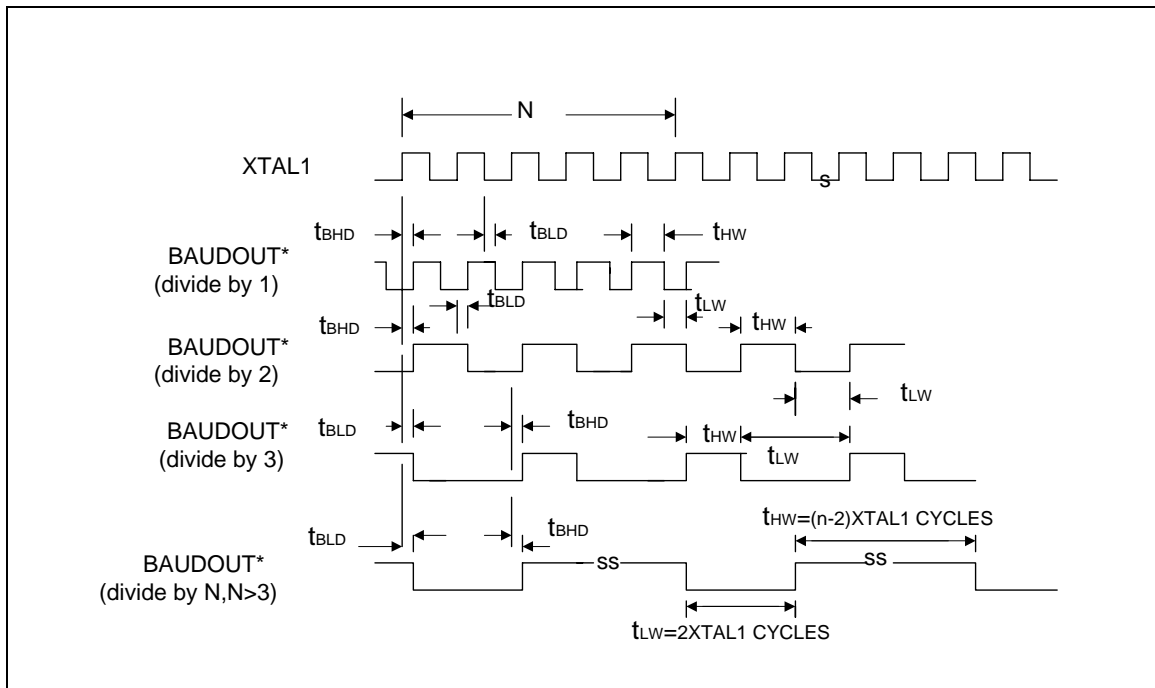 N
XTAL1
s
tBHD
tBLD
tHW
BAUDOUT*
(divide by 1)
tBLD
tLW
tBHD
tHW
BAUDOUT*
(divide by 2)
tLW
tBLD
tBHD
tHW
BAUDOUT*
(divide by 3)
tLW
tHW=(n-2)XTAL1 CYCLES
tBLD
tBHD
BAUDOUT*
(divide by N,N>3)
ss
ss
tLW=2XTAL1 CYCLES